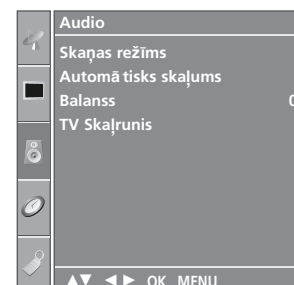 Audio
Skaņas režīms
Automā tisks skaļums
Balanss 0
TV Skaļrunis
▲▼ ◄► OK MENU